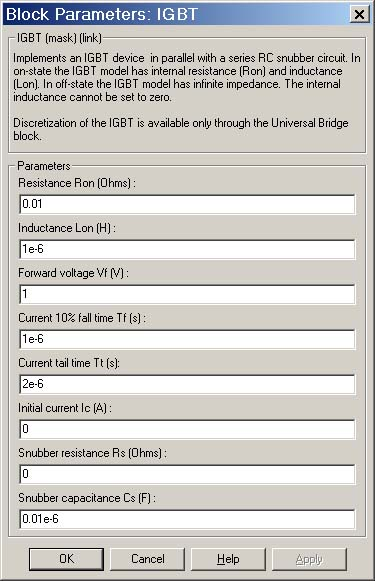 Block Parameters: IGBT
IGBT (mask) (link)
Implements an IGBT device in parallel with a series RC snubber circuit. In
on-state the IGBT model has internal resistance (Ron) and inductance
(Lon). In off-state the IGBT model has infinite impedance. The internal
inductance cannot be set to zero.
Discretization of the IGBT is available only through the Universal Bridge
block.
Parameters
Resistance Ron (Ohms) :
0.01
Inductance Lon (H) :
1e-6
Forward voltage Vf (V) :
1
Current 10% fall time Tf (s) :
1e-6
Current tail time Tt (s):
2e-6
Initial current Ic (A) :
0
Snubber resistance Rs (Ohms) :
0
Snubber capacitance Cs (F) :
0.01e-6
OK Cancel Help Apply